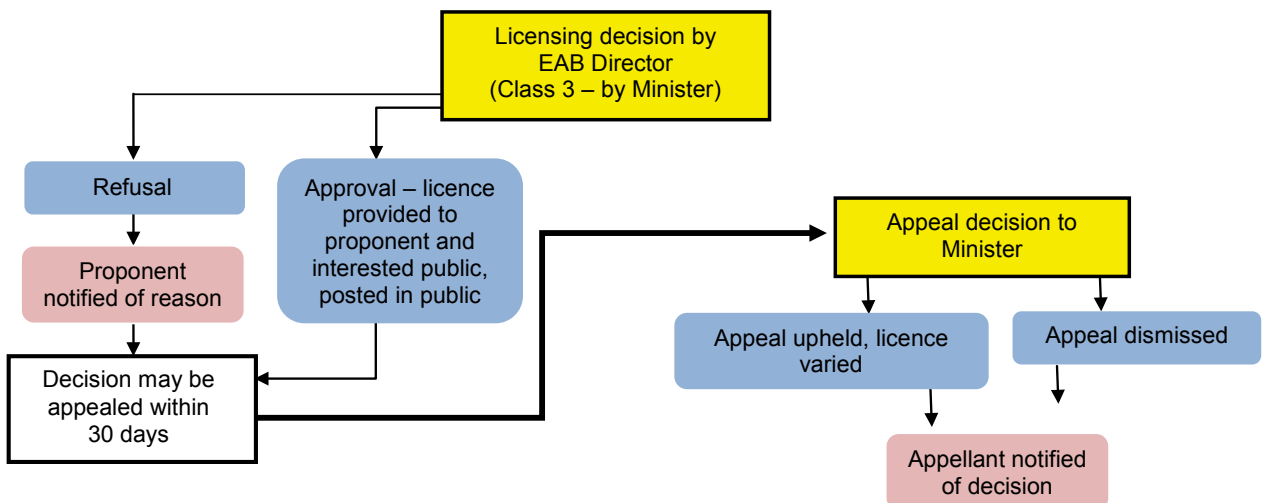 Licensing decision by
EAB Director
(Class 3 – by Minister)
Refusal
Approval – licence
provided to
proponent and
interested public,
posted in public
Proponent
notified of reason
Decision may be
appealed within
30 days
Appeal decision to
Minister
Appeal upheld, licence
varied
Appeal dismissed
Appellant notified
of decision